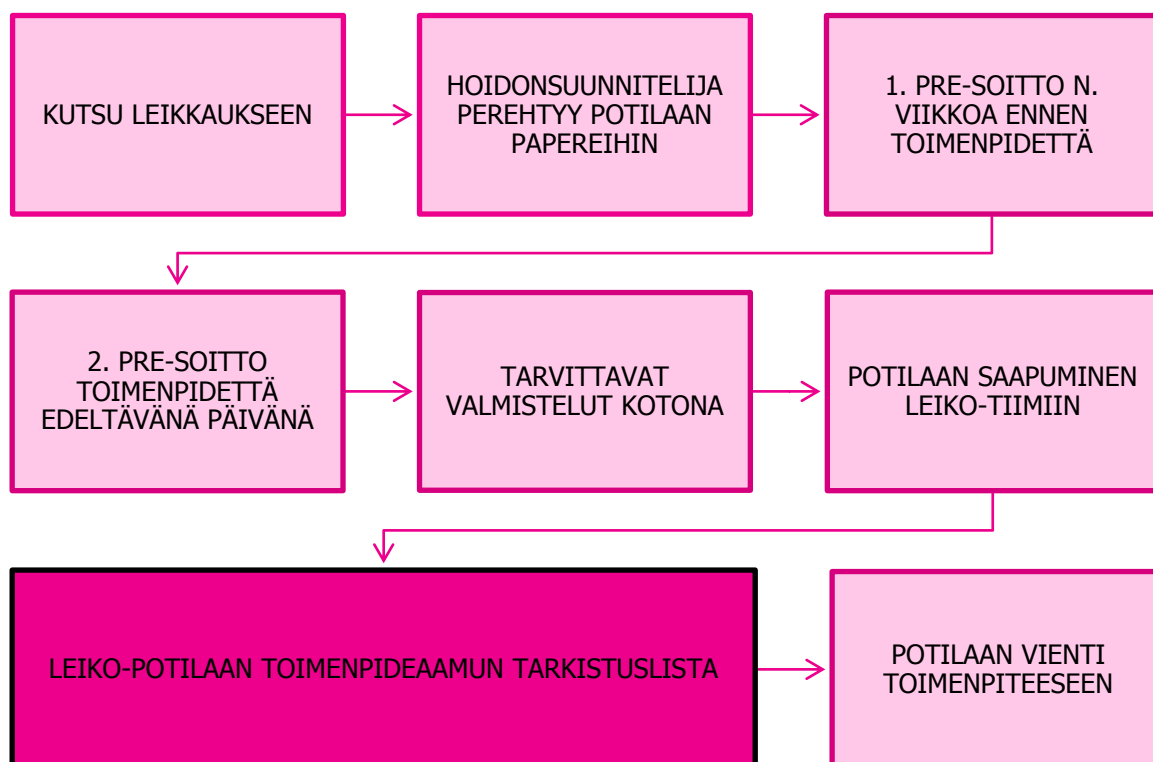 KUTSU LEIKKAUKSEEN
HOIDONSUUNNITELIJA
PEREHTYY POTILAAN
PAPEREIHIN
1. PRE-SOITTO N.
VIIKKOA ENNEN
TOIMENPIDETTÄ
2. PRE-SOITTO
TOIMENPIDETTÄ
EDELTÄVÄNÄ PÄIVÄNÄ
TARVITTAVAT
VALMISTELUT KOTONA
POTILAAN SAAPUMINEN
LEIKO-TIIMIIN
LEIKO-POTILAAN TOIMENPIDEAAMUN TARKISTUSLISTA
POTILAAN VIENTI
TOIMENPITEESEEN